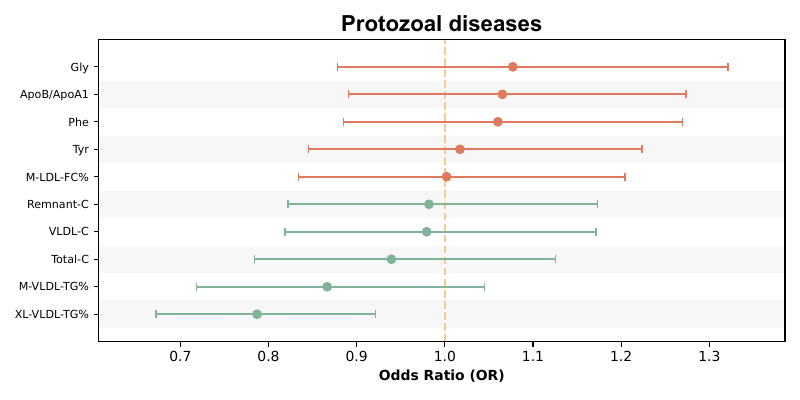 Protozoal diseases
Gly
ApoB/ApoA1
Phe
Tyr
M-LDL-FC%
Remnant-C
VLDL-C
Total-C
M-VLDL-TG%
XL-VLDL-TG%
0.7 0.8 0.9 1.0 1.1 1.2 1.3
Odds Ratio (OR)